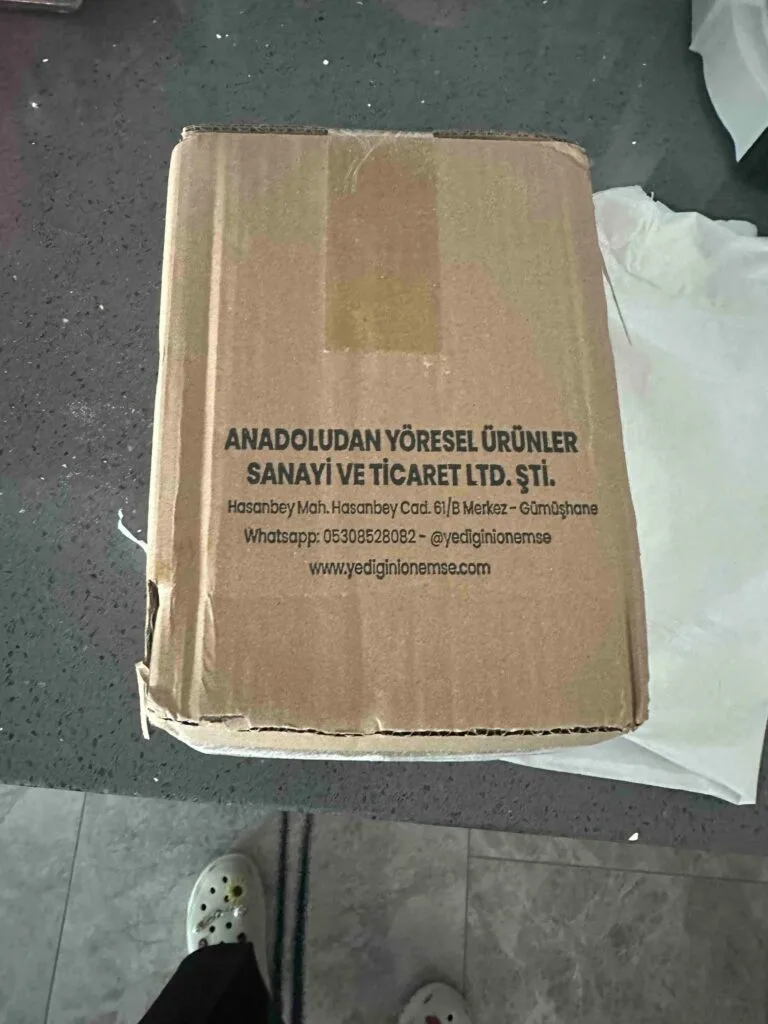 ANADOLUDAN YÖRESEL ÜRÜNLER
SANAYİ VE TİCARET LTD. ŞTİ.
Hasanbey Mah. Hasanbey Cad. 61/B Merkez - Gümüşhane
Whatsapp: 05308528082 - @yediginionemse
www.yediginionemse.com